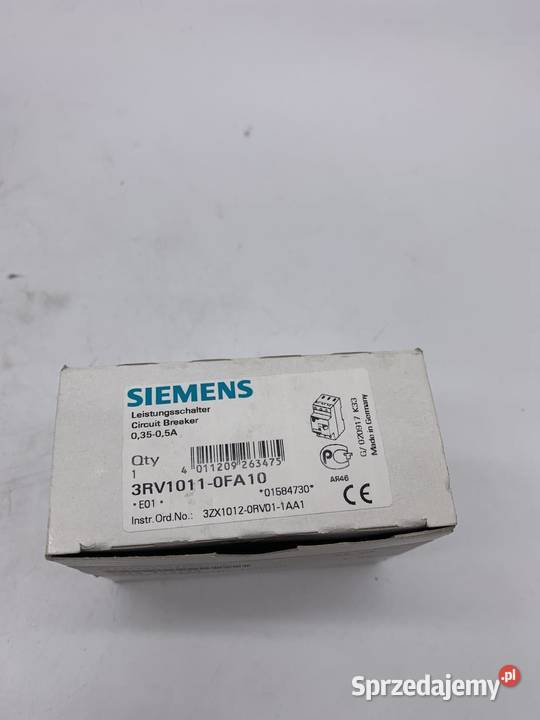 SIEMENS
Leistungsschalter
Circuit Breaker
0,35-0,5A
Qty
1
4 011209 263475
3RV1011-0FA10
*E01 *
*01584730*
Instr.Ord.No.: 3ZX1012-0RV01-1AA1
AR46
CE
G/ 020917 K33
Made in Germany
Sprzedajemy.pl